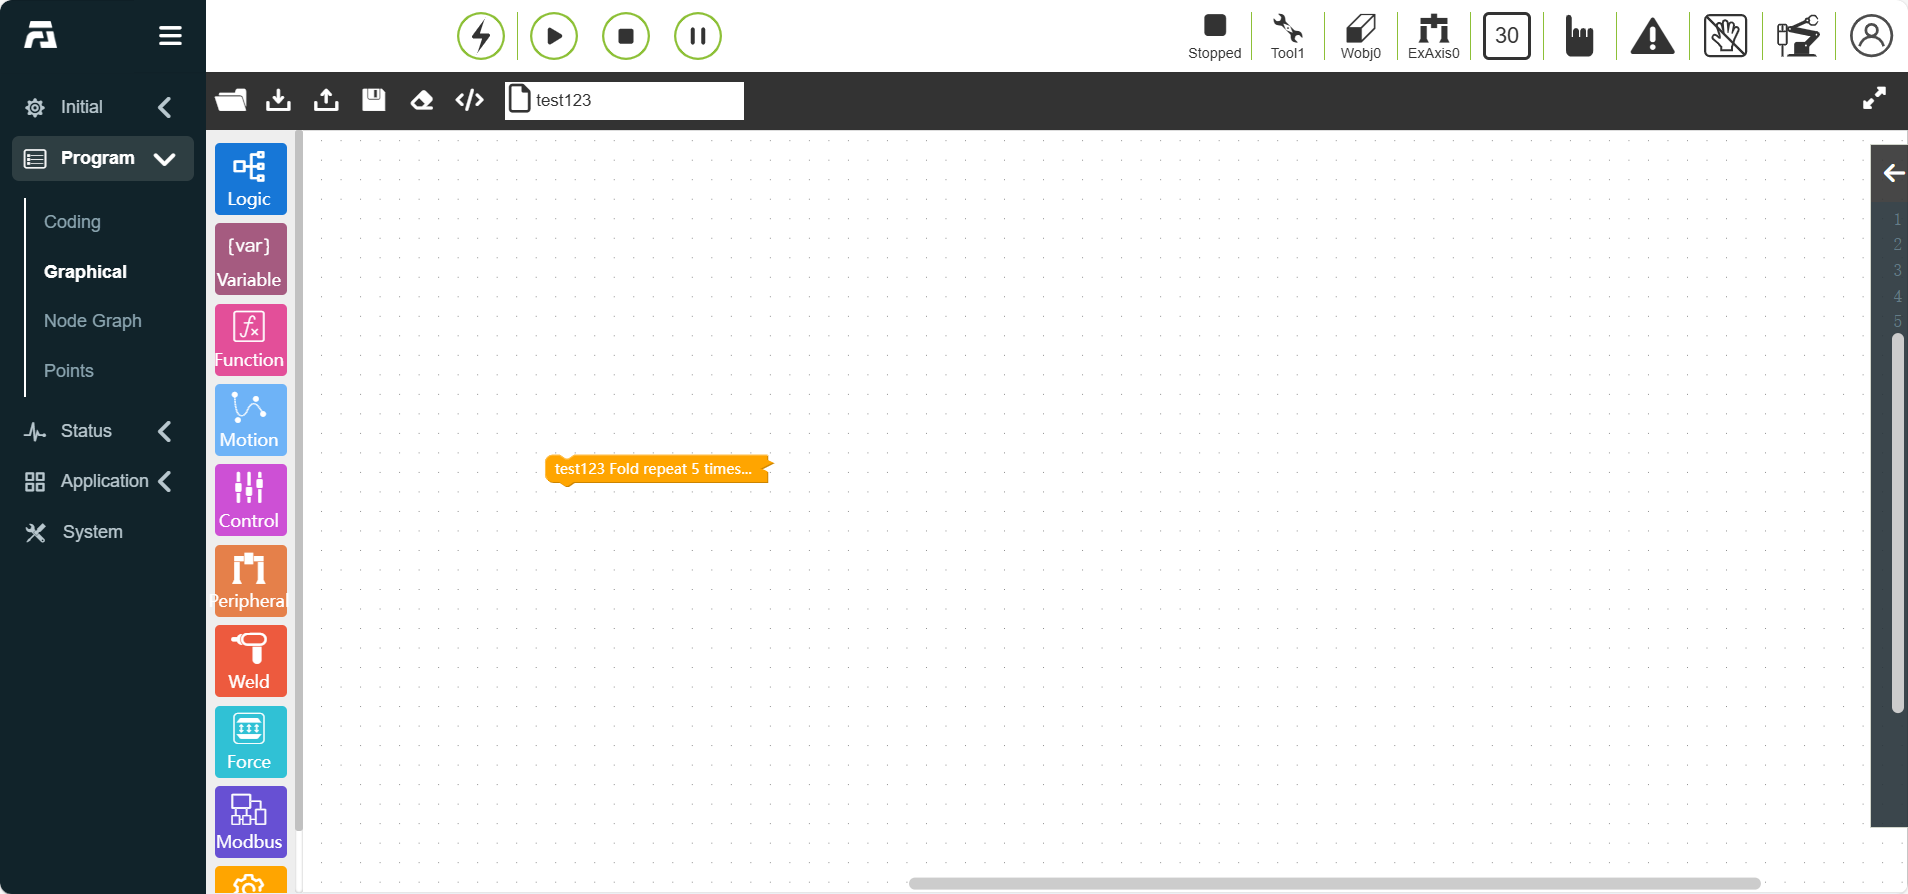 Stopped
Tool1
Wobj0
ExAxis0
30
Initial
Program
Coding
Graphical
Node Graph
Points
Status
Application
System
test123
Logic
{var}
Variable
fx
Function
Motion
Control
Peripheral
Weld
Force
Modbus
test123 Fold repeat 5 times...
1
2
3
4
5